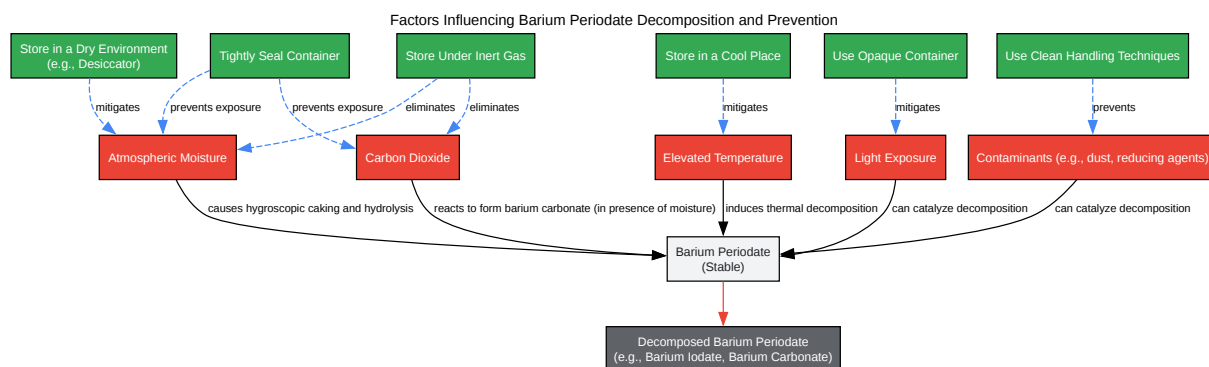 Factors Influencing Barium Periodate Decomposition and Prevention
Store in a Dry Environment
(e.g., Desiccator)
Tightly Seal Container
Store Under Inert Gas
Store in a Cool Place
Use Opaque Container
Use Clean Handling Techniques
mitigates
prevents exposure
prevents exposure
eliminates
eliminates
mitigates
mitigates
prevents
Atmospheric Moisture
Carbon Dioxide
Elevated Temperature
Light Exposure
Contaminants (e.g., dust, reducing agents)
causes hygroscopic caking and hydrolysis
reacts to form barium carbonate (in presence of moisture)
induces thermal decomposition
can catalyze decomposition
can catalyze decomposition
Barium Periodate
(Stable)
Decomposed Barium Periodate
(e.g., Barium Iodate, Barium Carbonate)